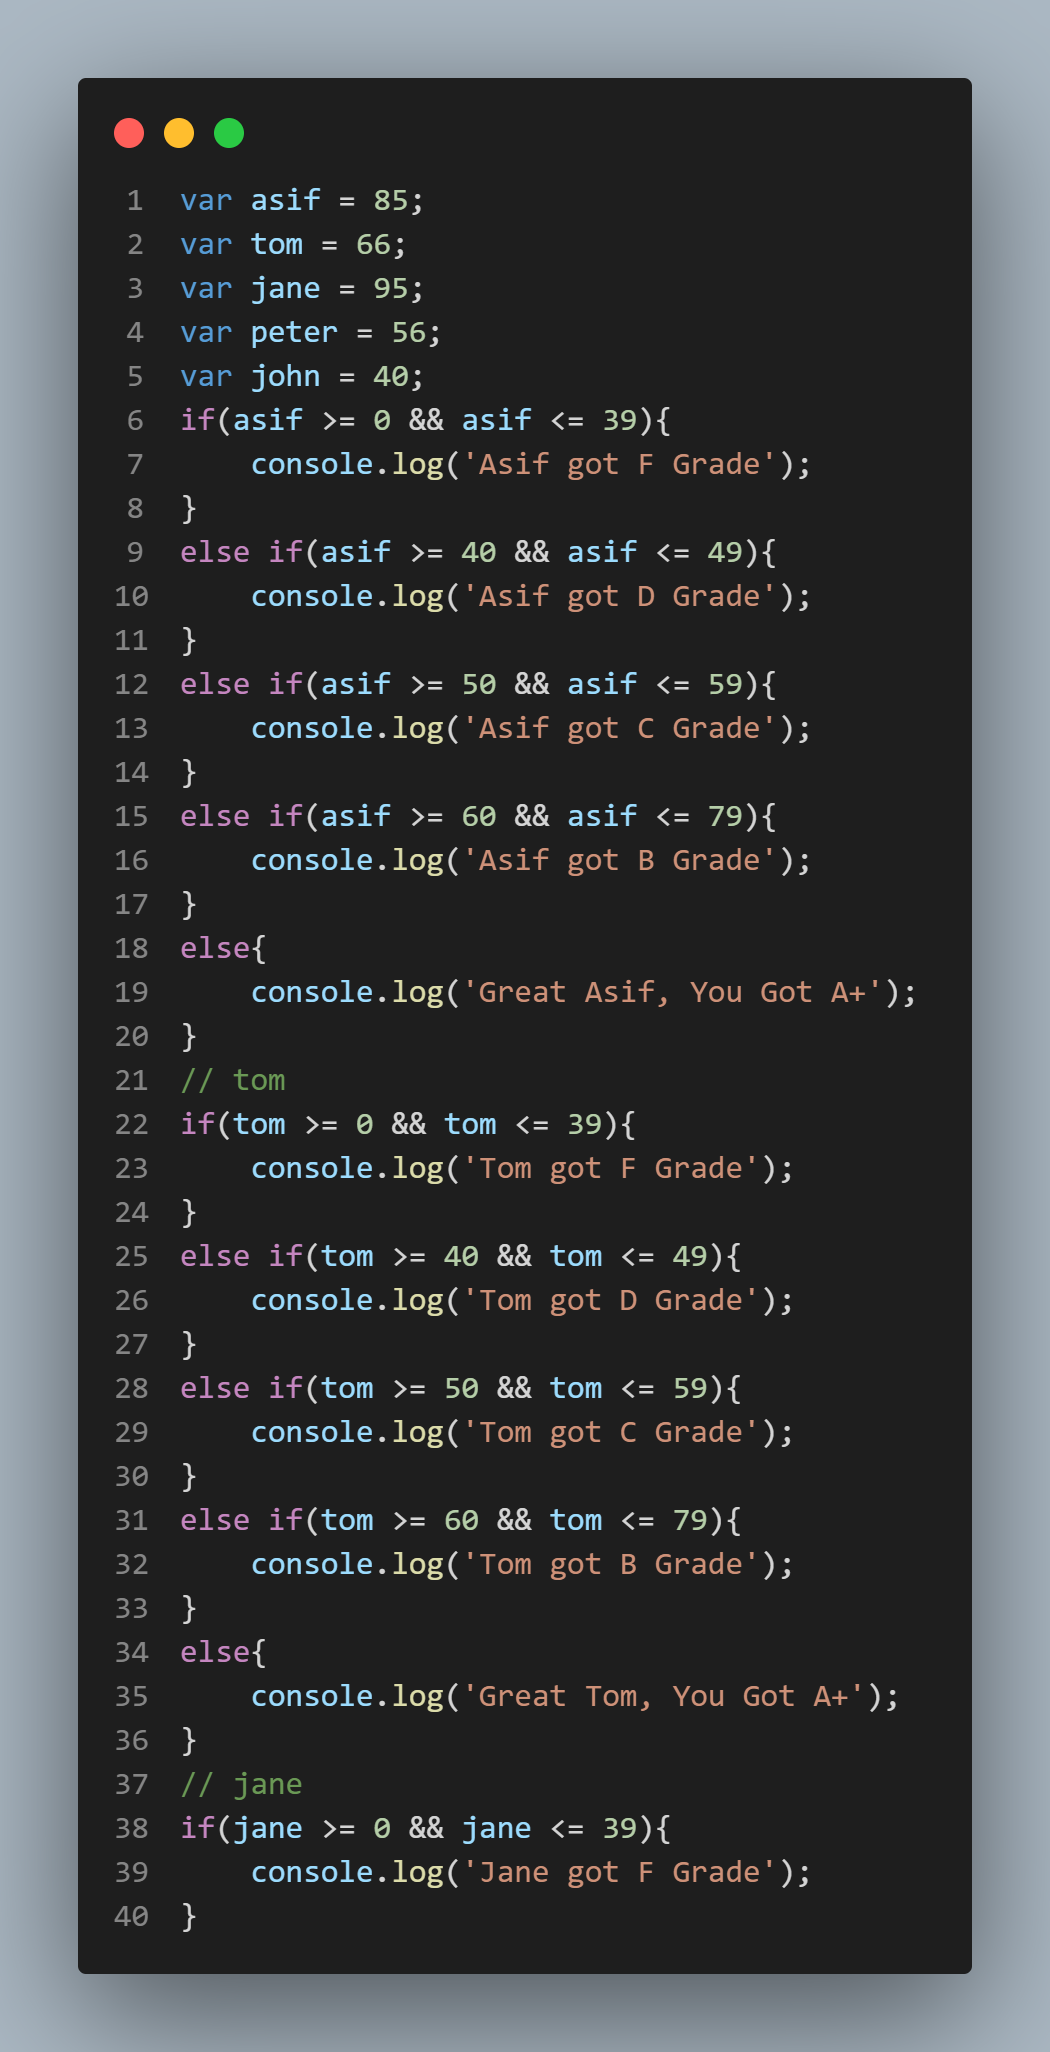 1 var asif = 85;
2 var tom = 66;
3 var jane = 95;
4 var peter = 56;
5 var john = 40;
6 if(asif >= 0 && asif <= 39){
7     console.log('Asif got F Grade');
8 }
9 else if(asif >= 40 && asif <= 49){
10     console.log('Asif got D Grade');
11 }
12 else if(asif >= 50 && asif <= 59){
13     console.log('Asif got C Grade');
14 }
15 else if(asif >= 60 && asif <= 79){
16     console.log('Asif got B Grade');
17 }
18 else{
19     console.log('Great Asif, You Got A+');
20 }
21 // tom
22 if(tom >= 0 && tom <= 39){
23     console.log('Tom got F Grade');
24 }
25 else if(tom >= 40 && tom <= 49){
26     console.log('Tom got D Grade');
27 }
28 else if(tom >= 50 && tom <= 59){
29     console.log('Tom got C Grade');
30 }
31 else if(tom >= 60 && tom <= 79){
32     console.log('Tom got B Grade');
33 }
34 else{
35     console.log('Great Tom, You Got A+');
36 }
37 // jane
38 if(jane >= 0 && jane <= 39){
39     console.log('Jane got F Grade');
40 }